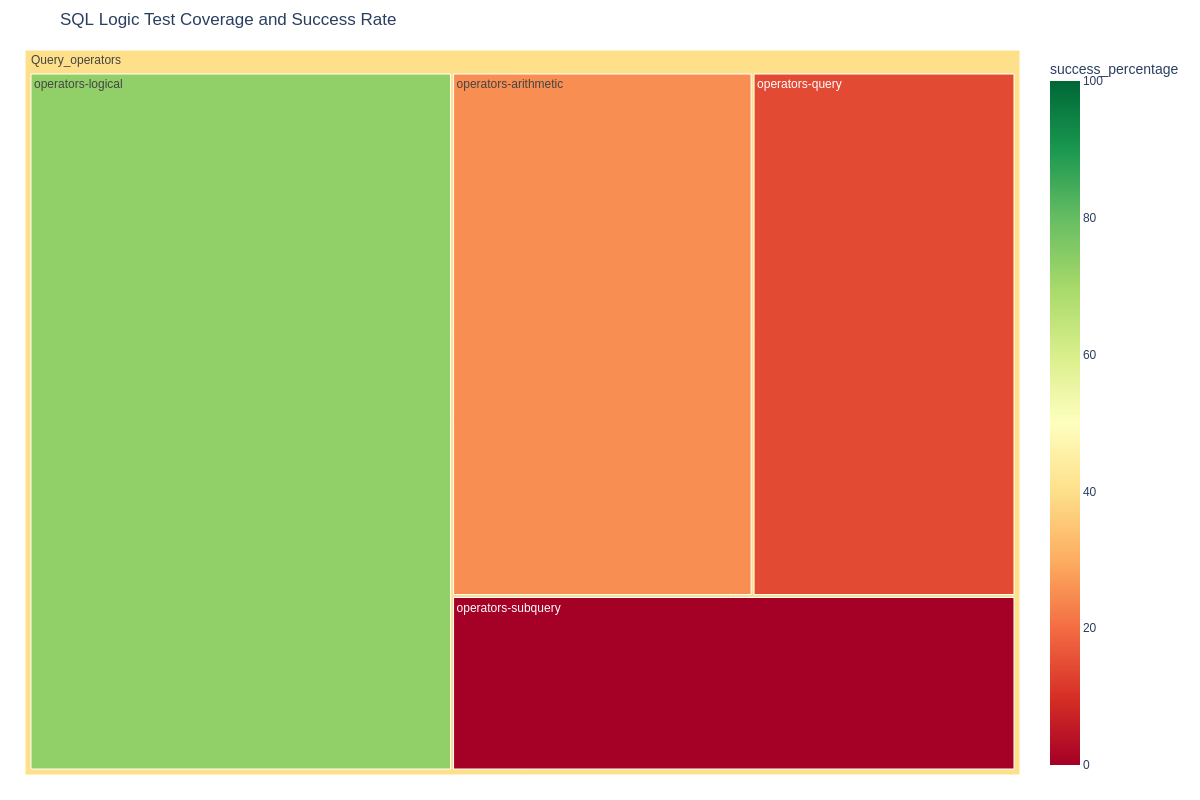 SQL Logic Test Coverage and Success Rate
Query_operators
operators-logical
operators-arithmetic
operators-query
operators-subquery
success_percentage
100
80
60
40
20
0